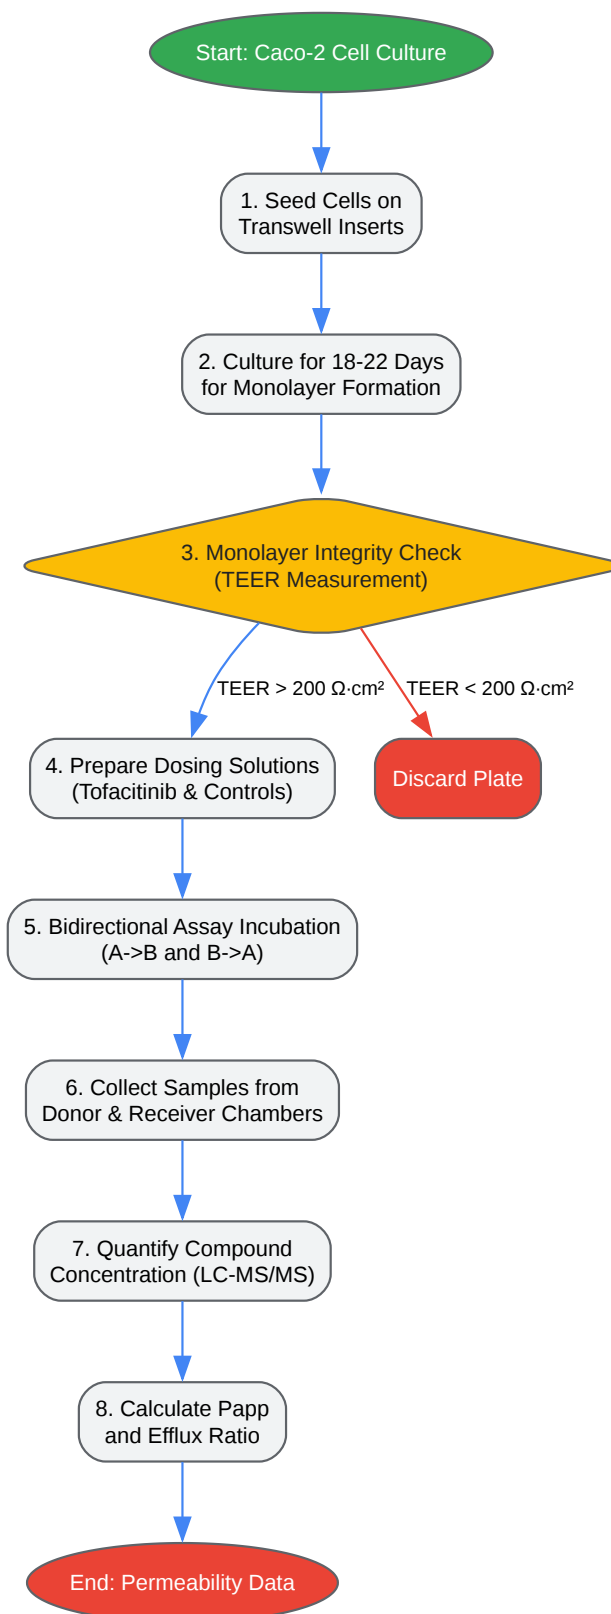 Start: Caco-2 Cell Culture
1. Seed Cells on
Transwell Inserts
2. Culture for 18-22 Days
for Monolayer Formation
3. Monolayer Integrity Check
(TEER Measurement)
TEER > 200 Ω·cm²
TEER < 200 Ω·cm²
4. Prepare Dosing Solutions
(Tofacitinib & Controls)
Discard Plate
5. Bidirectional Assay Incubation
(A->B and B->A)
6. Collect Samples from
Donor & Receiver Chambers
7. Quantify Compound
Concentration (LC-MS/MS)
8. Calculate Papp
and Efflux Ratio
End: Permeability Data